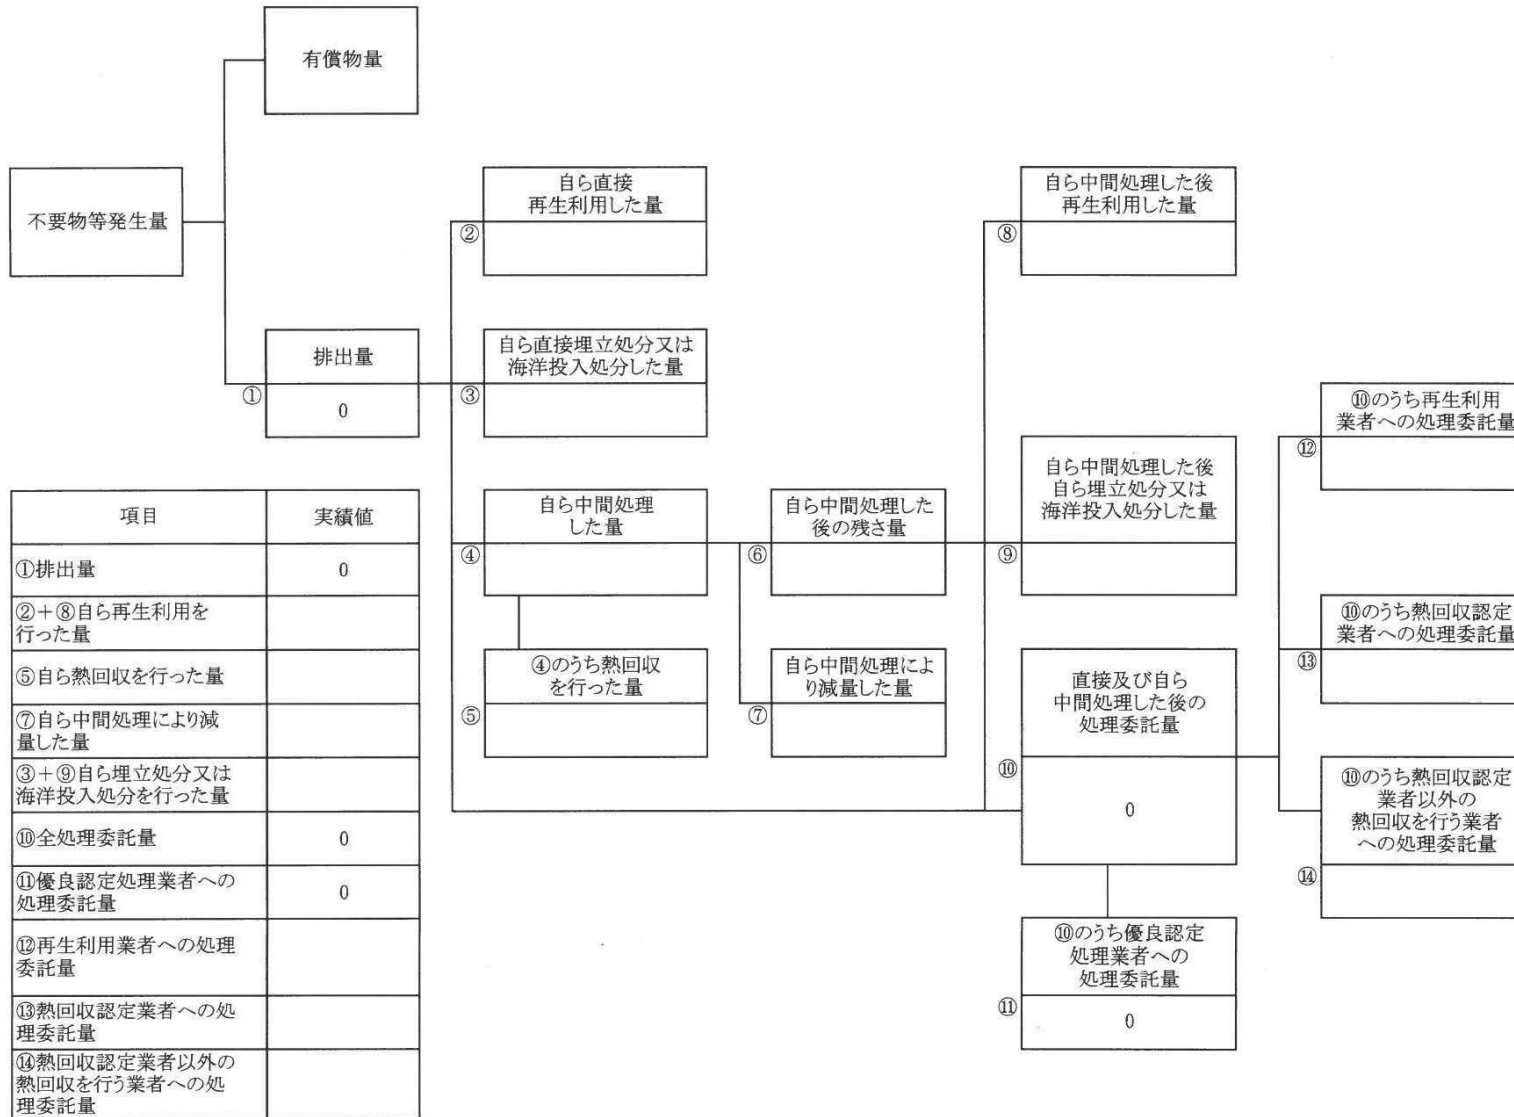 有償物量
不要物等発生量
排出量
①
0
自ら直接
再生利用した量
②
自ら直接埋立処分又は
海洋投入処分した量
③
自ら中間処理
した量
④
④のうち熱回収
を行った量
⑤
自ら中間処理した
後の残さ量
⑥
自ら中間処理によ
り減量した量
⑦
自ら中間処理した後
再生利用した量
⑧
自ら中間処理した後
自ら埋立処分又は
海洋投入処分した量
⑨
直接及び自ら
中間処理した後の
処理委託量
⑩
0
⑩のうち優良認定
処理業者への
処理委託量
⑪
0
⑩のうち再生利用
業者への処理委託量
⑫
⑩のうち熱回収認定
業者への処理委託量
⑬
⑩のうち熱回収認定
業者以外の
熱回収を行う業者
への処理委託量
⑭
項目 実績値
①排出量 0
②+⑧自ら再生利用を
行った量
⑤自ら熱回収を行った量
⑦自ら中間処理により減
量した量
③+⑨自ら埋立処分又は
海洋投入処分を行った量
⑩全処理委託量 0
⑪優良認定処理業者への
処理委託量 0
⑫再生利用業者への処理
委託量
⑬熱回収認定業者への処
理委託量
⑭熱回収認定業者以外の
熱回収を行う業者への処
理委託量